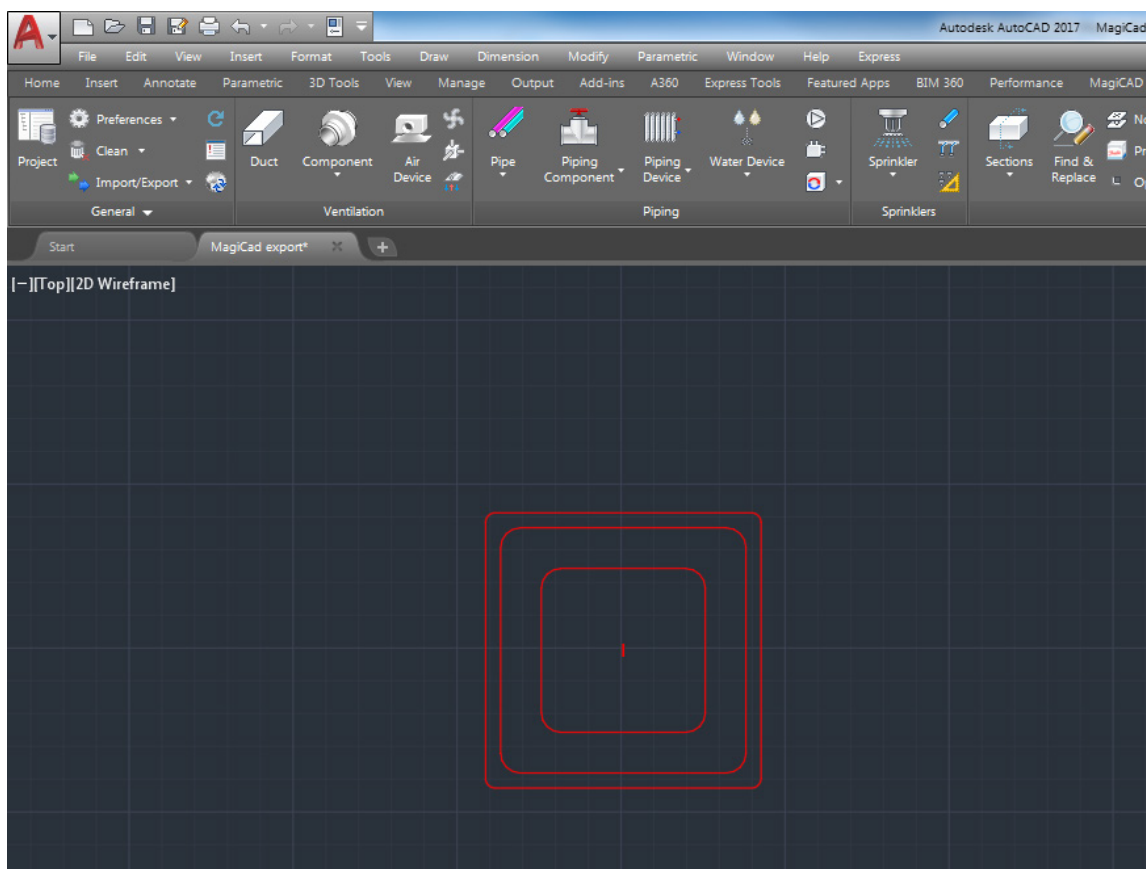 Autodesk AutoCAD 2017 MagiCad
File Edit View Insert Format Tools Draw Dimension Modify Parametric Window Help Express
Home Insert Annotate Parametric 3D Tools View Manage Output Add-ins A360 Express Tools Featured Apps BIM 360 Performance MagiCAD
Project
Preferences
Clean
Import/Export
Duct
Component
Air
Device
Pipe
Piping
Component
Piping
Device
Water Device
Sprinkler
Sections
Find &
Replace
General Ventilation Piping Sprinklers
Start MagiCad export*
[−][Top][2D Wireframe]